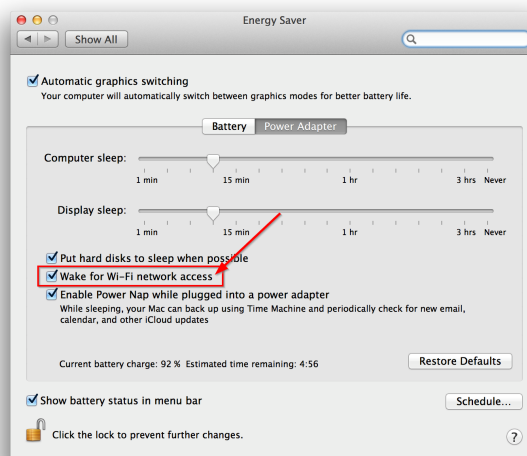 Energy Saver
Show All
Automatic graphics switching
Your computer will automatically switch between graphics modes for better battery life.
Battery Power Adapter
Computer sleep:
1 min 15 min 1 hr 3 hrs Never
Display sleep:
1 min 15 min 1 hr 3 hrs Never
Put hard disks to sleep when possible
Wake for Wi-Fi network access
Enable Power Nap while plugged into a power adapter
While sleeping, your Mac can back up using Time Machine and periodically check for new email,
calendar, and other iCloud updates
Current battery charge: 92 % Estimated time remaining: 4:56
Restore Defaults
Show battery status in menu bar
Schedule...
Click the lock to prevent further changes.
?